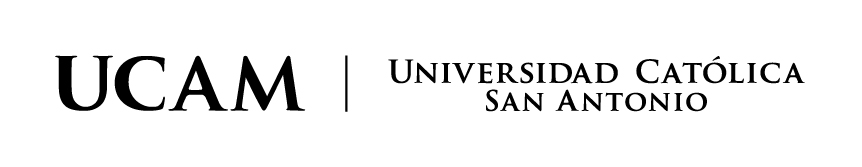 UCAM
UNIVERSIDAD CATÓLICA
SAN ANTONIO